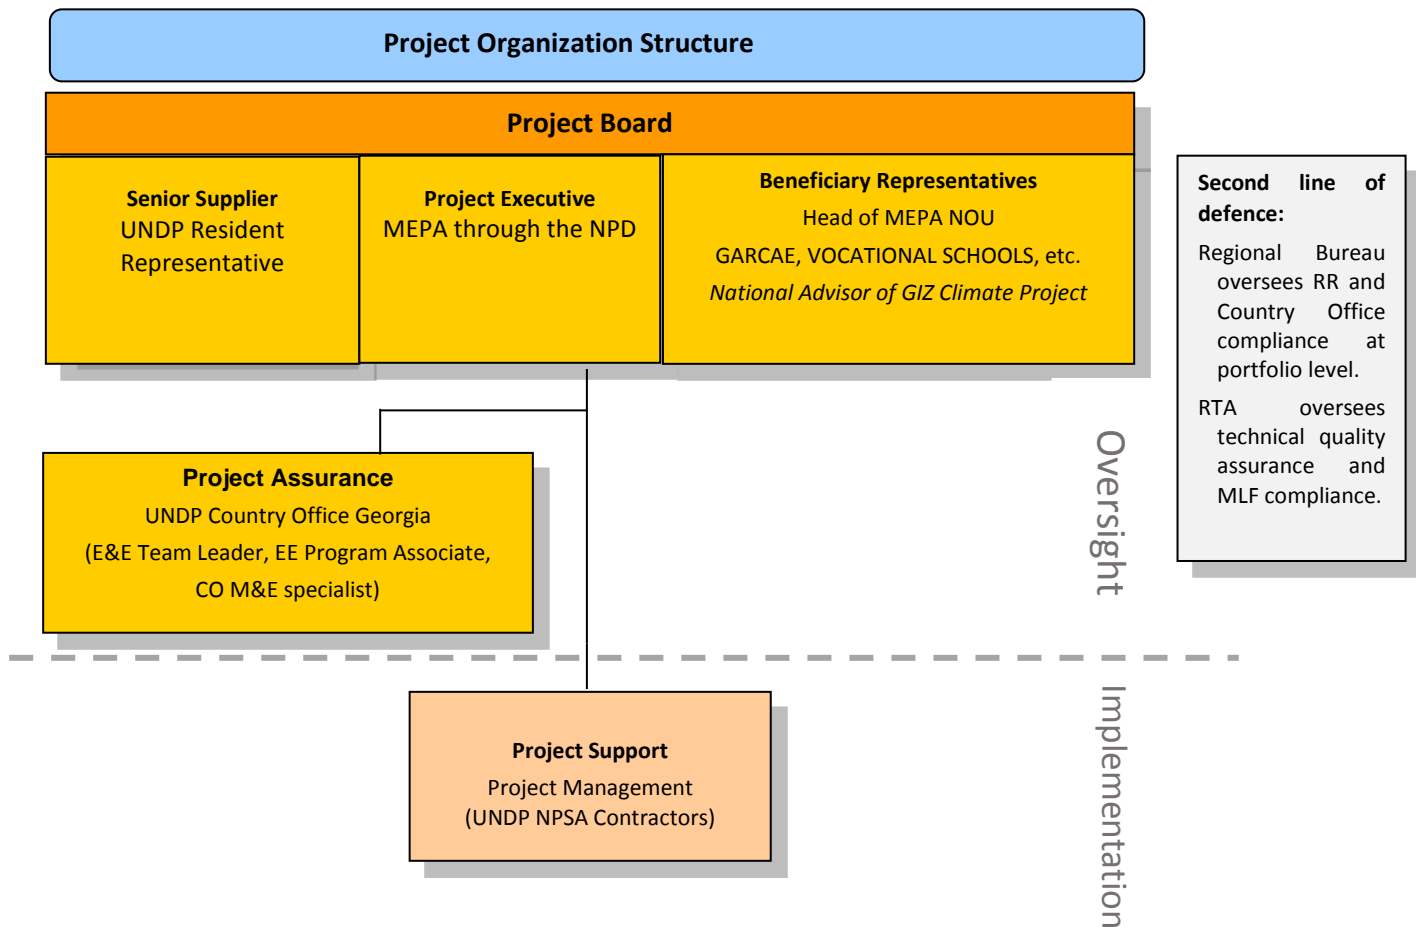 Project Organization Structure
Project Board
Senior Supplier
UNDP Resident
Representative
Project Executive
MEPA through the NPD
Beneficiary Representatives
Head of MEPA NOU
GARCAE, VOCATIONAL SCHOOLS, etc.
National Advisor of GIZ Climate Project
Second line of
defence:
Regional Bureau
oversees RR and
Country Office
compliance at
portfolio level.
RTA oversees
technical quality
assurance and
MLF compliance.
Project Assurance
UNDP Country Office Georgia
(E&E Team Leader, EE Program Associate,
CO M&E specialist)
Oversight
Project Support
Project Management
(UNDP NPSA Contractors)
Implementation